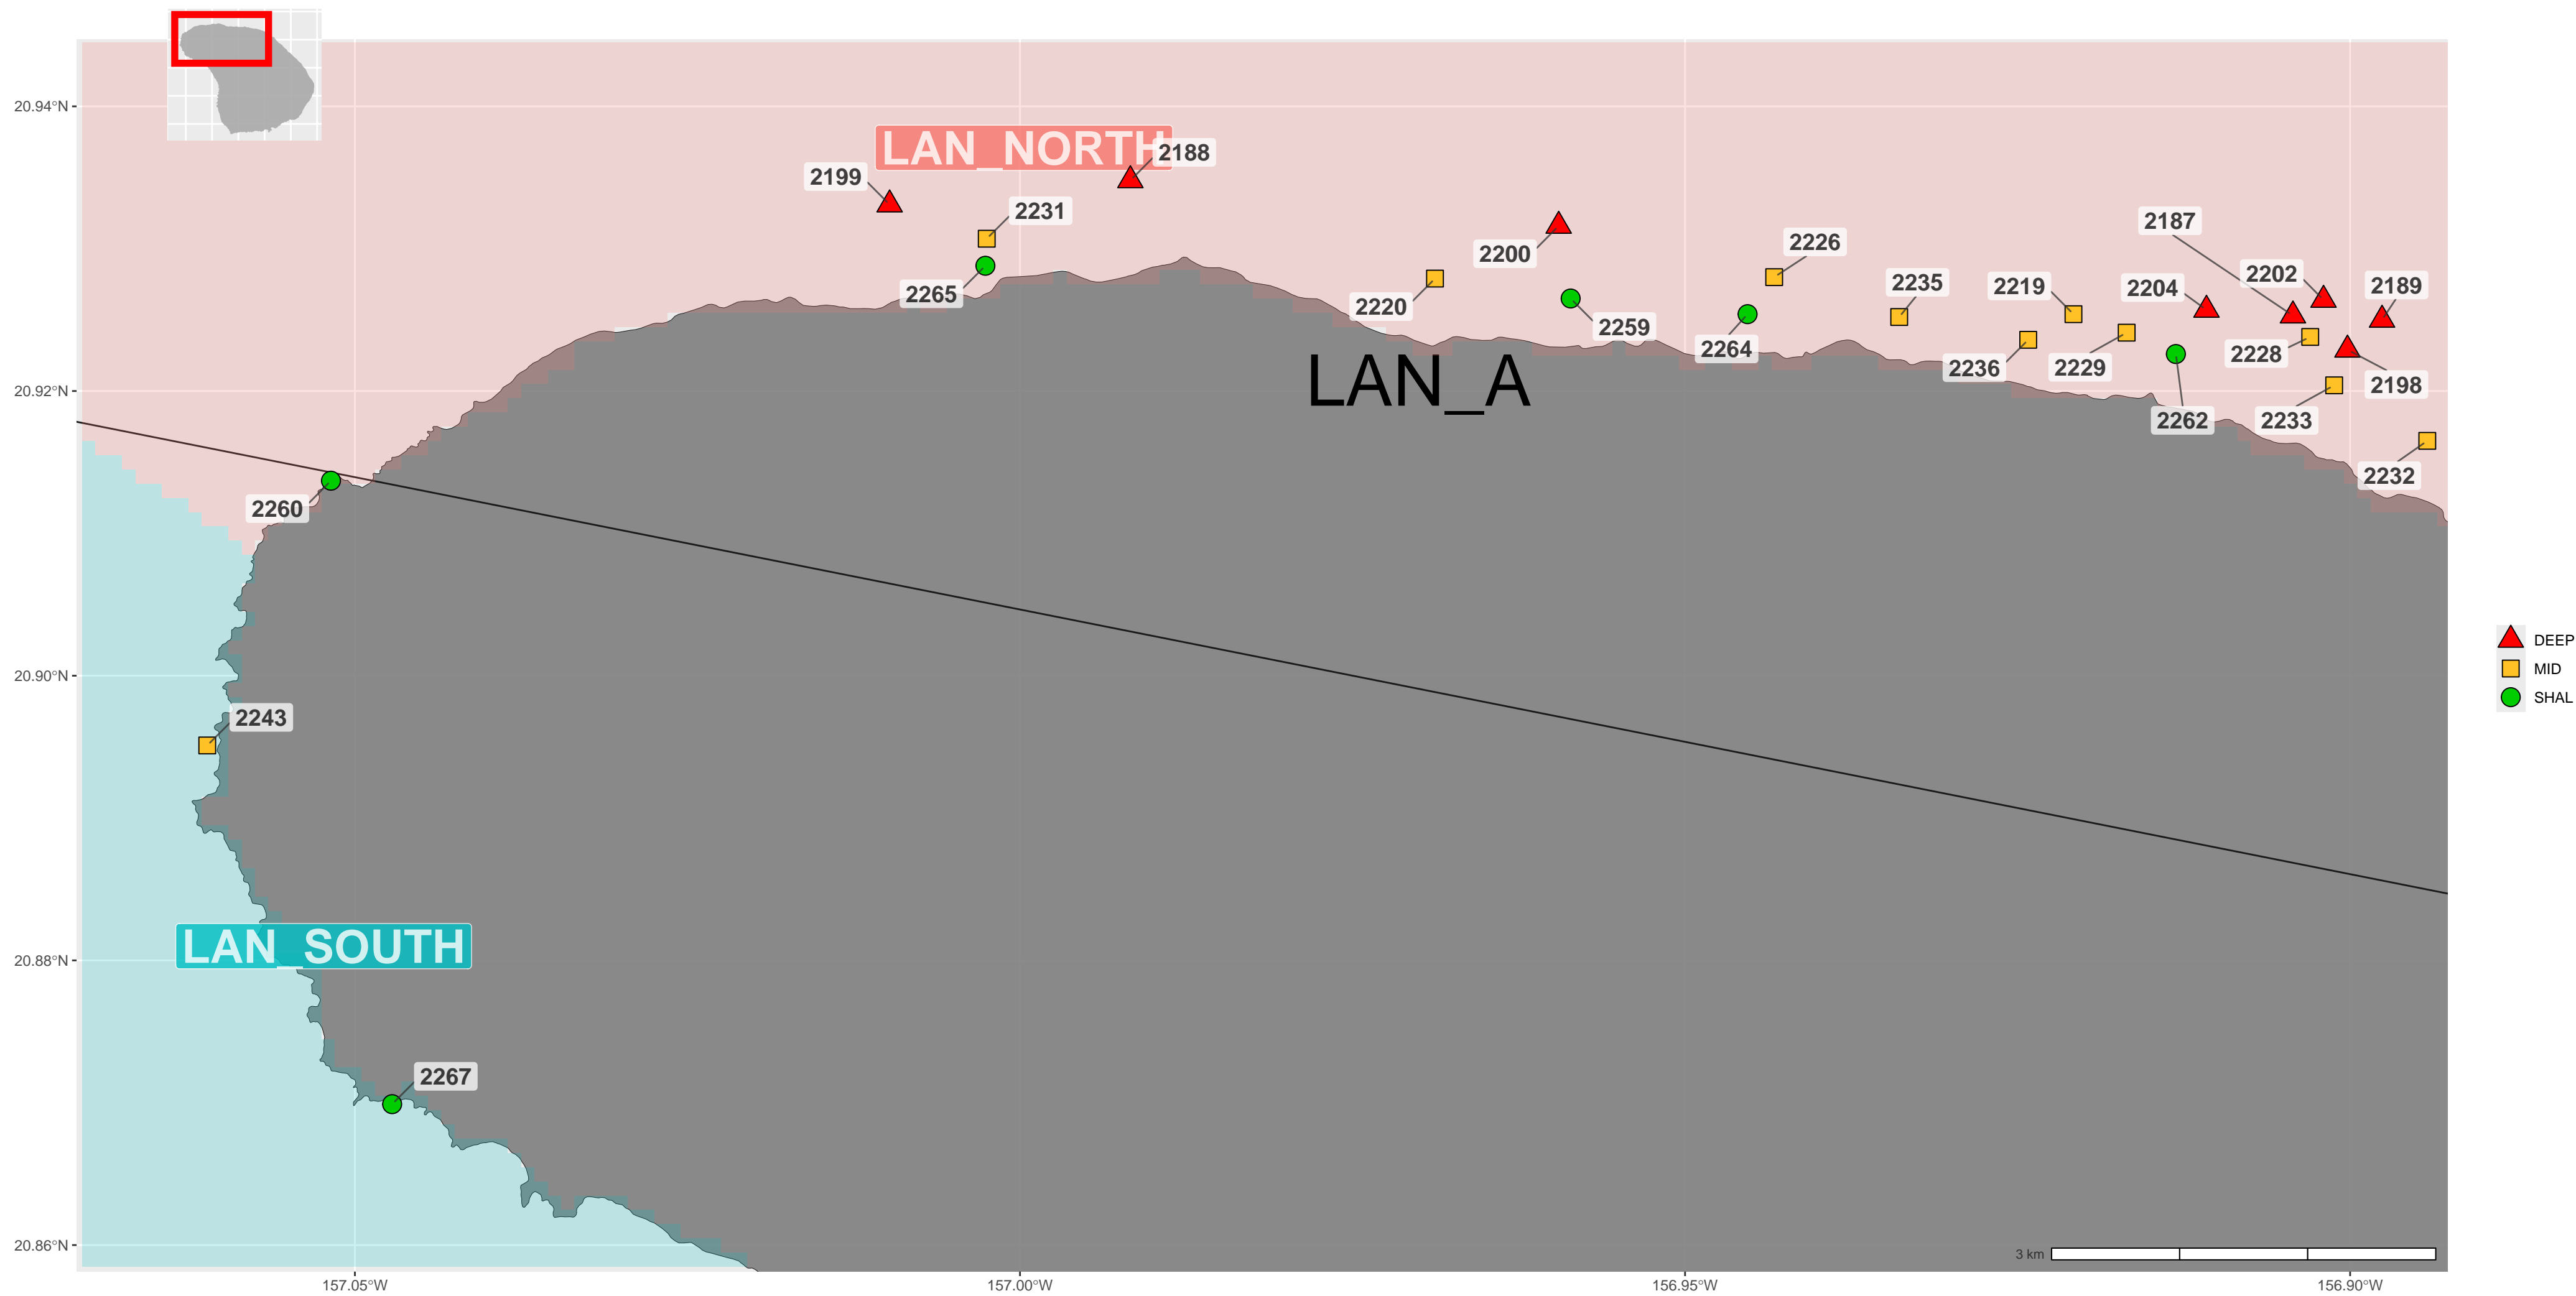 20.94°N
20.92°N
20.90°N
20.88°N
20.86°N
LAN_NORTH
2188
2199
2231
2187
2226
2200
2202
2235
2189
2219
2204
2265
2220
2259
2264
2228
2236
2229
LAN_A
2198
2262
2233
2232
2260
DEEP
MID
SHAL
2243
LAN_SOUTH
2267
3 km
157.05°W
157.00°W
156.95°W
156.90°W